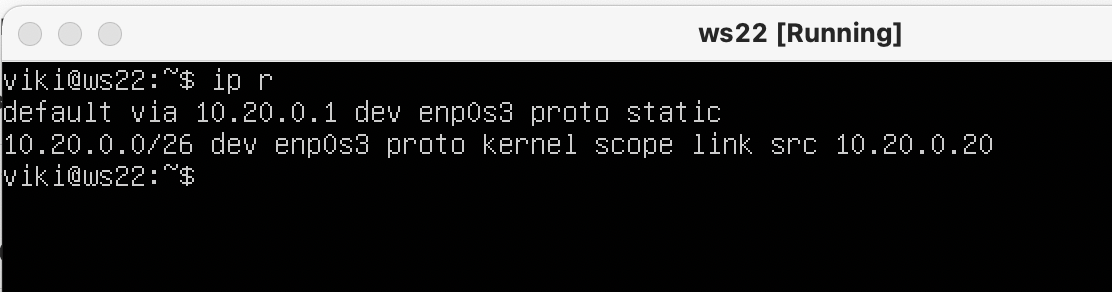 ws22 [Running]
viki@ws22:~$ ip r
default via 10.20.0.1 dev enp0s3 proto static
10.20.0.0/26 dev enp0s3 proto kernel scope link src 10.20.0.20
viki@ws22:~$